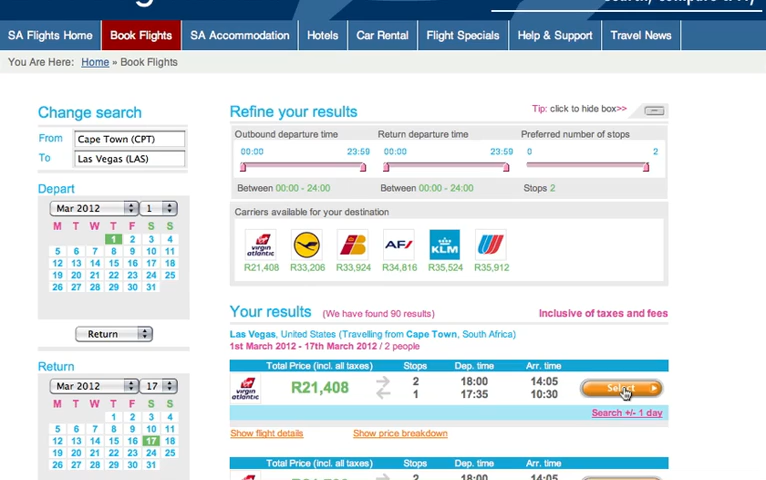 SA Flights Home Book Flights SA Accommodation Hotels Car Rental Flight Specials Help & Support Travel News
You Are Here: Home » Book Flights
Change search
From Cape Town (CPT)
To Las Vegas (LAS)
Depart
Mar 2012 1
M T W T F S S
1 2 3 4
5 6 7 8 9 10 11
12 13 14 15 16 17 18
19 20 21 22 23 24 25
26 27 28 29 30 31
Return
Return
Mar 2012 17
M T W T F S S
1 2 3 4
5 6 7 8 9 10 11
12 13 14 15 16 17 18
19 20 21 22 23 24 25
26 27 28 29 30 31
Refine your results
Tip: click to hide box>>
Outbound departure time Return departure time Preferred number of stops
00:00 23:59 00:00 23:59 0 2
Between 00:00 - 24:00 Between 00:00 - 24:00 Stops 2
Carriers available for your destination
virgin atlantic AF KLM
R21,408 R33,206 R33,924 R34,816 R35,524 R35,912
Your results (We have found 90 results) Inclusive of taxes and fees
Las Vegas, United States (Travelling from Cape Town, South Africa)
1st March 2012 - 17th March 2012 / 2 people
Total Price (incl. all taxes) Stops Dep. time Arr. time
virgin atlantic R21,408 2 18:00 14:05 Select
1 17:35 10:30
Search +/- 1 day
Show flight details Show price breakdown
Total Price (incl. all taxes) Stops Dep. time Arr. time
2 18:00 14:05